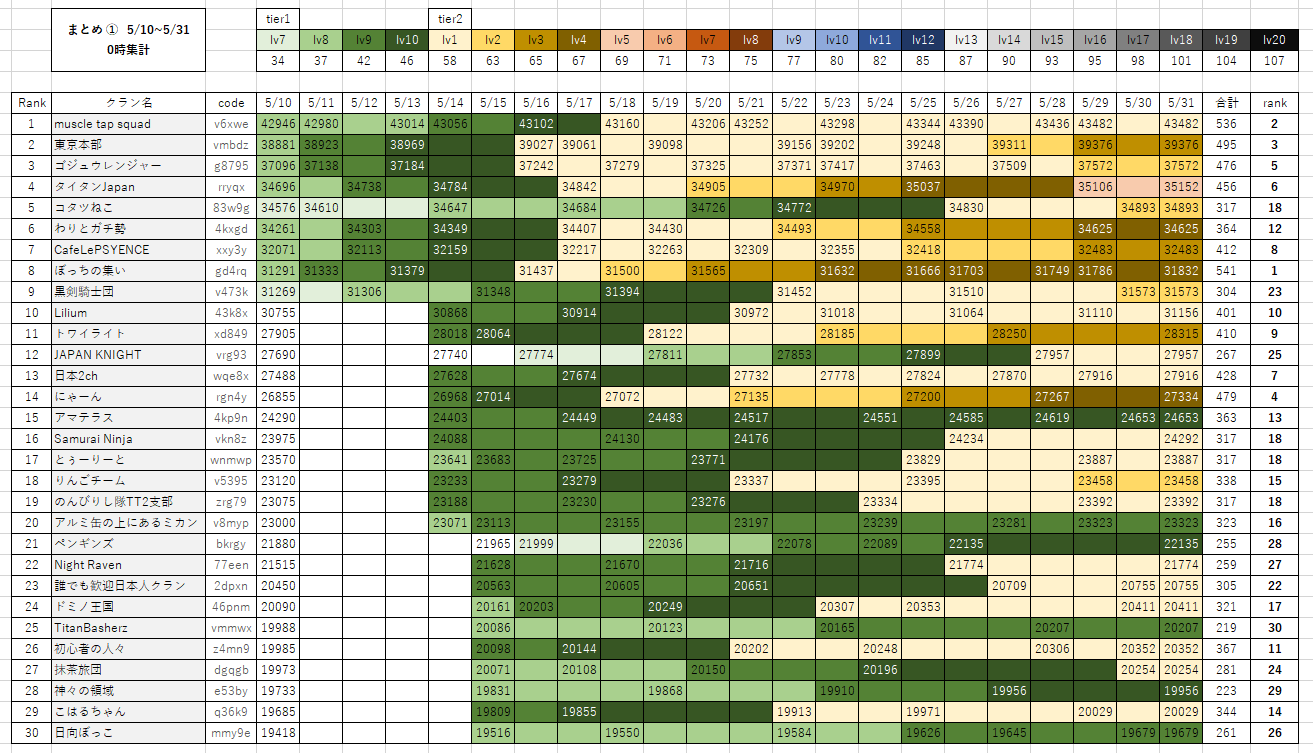 まとめ① 5/10~5/31
0時集計
tier1 tier2
lv7 lv8 lv9 lv10 lv1 lv2 lv3 lv4 lv5 lv6 lv7 lv8 lv9 lv10 lv11 lv12 lv13 lv14 lv15 lv16 lv17 lv18 lv19 lv20
34 37 42 46 58 63 65 67 69 71 73 75 77 80 82 85 87 90 93 95 98 101 104 107
Rank クラン名 code 5/10 5/11 5/12 5/13 5/14 5/15 5/16 5/17 5/18 5/19 5/20 5/21 5/22 5/23 5/24 5/25 5/26 5/27 5/28 5/29 5/30 5/31 合計 rank
1 muscle tap squad v6xwe 42946 42980 43014 43056 43102 43160 43206 43252 43298 43344 43390 43436 43482 43482 536 2
2 東京本部 vmbdz 38881 38923 38969 39027 39061 39098 39156 39202 39248 39311 39376 39376 495 3
3 ゴジュウレンジャー g8795 37096 37138 37184 37242 37279 37325 37371 37417 37463 37509 37572 37572 476 5
4 タイタンJapan rryqx 34696 34738 34784 34842 34905 34970 35037 35106 35152 456 6
5 コタツねこ 83w9g 34576 34610 34647 34684 34726 34772 34830 34893 34893 317 18
6 わりとガチ勢 4kxgd 34261 34303 34349 34407 34430 34493 34558 34625 34625 364 12
7 CafeLePSYENCE xxy3y 32071 32113 32159 32217 32263 32309 32355 32418 32483 32483 412 8
8 ぼっちの集い gd4rq 31291 31333 31379 31437 31500 31565 31632 31666 31703 31749 31786 31832 541 1
9 黒剣騎士団 v473k 31269 31306 31348 31394 31452 31510 31573 31573 304 23
10 Lilium 43k8x 30755 30868 30914 30972 31018 31064 31110 31156 401 10
11 トワイライト xd849 27905 28018 28064 28122 28185 28250 28315 410 9
12 JAPAN KNIGHT vrg93 27690 27740 27774 27811 27853 27899 27957 27957 267 25
13 日本2ch wqe8x 27488 27628 27674 27732 27778 27824 27870 27916 27916 428 7
14 にゃーん rgn4y 26855 26968 27014 27072 27135 27200 27267 27334 479 4
15 アマテラス 4kp9n 24290 24403 24449 24483 24517 24551 24585 24619 24653 24653 363 13
16 Samurai Ninja vkn8z 23975 24088 24130 24176 24234 24292 317 18
17 とぅーりーと wnmwp 23570 23641 23683 23725 23771 23829 23887 23887 317 18
18 りんごチーム v5395 23120 23233 23279 23337 23395 23458 23458 338 15
19 のんびりし隊TT2支部 zrg79 23075 23188 23230 23276 23334 23392 23392 317 18
20 アルミ缶の上にあるミカン v8myp 23000 23071 23113 23155 23197 23239 23281 23323 23323 323 16
21 ペンギンズ bkrgy 21880 21965 21999 22036 22078 22089 22135 22135 255 28
22 Night Raven 77een 21515 21628 21670 21716 21774 21774 259 27
23 誰でも歓迎日本人クラン 2dpxn 20450 20563 20605 20651 20709 20755 20755 305 22
24 ドミノ王国 46pnm 20090 20161 20203 20249 20307 20353 20411 20411 321 17
25 TitanBasherz vmmwx 19988 20086 20123 20165 20207 20207 219 30
26 初心者の人々 z4mn9 19985 20098 20144 20202 20248 20306 20352 20352 367 11
27 抹茶旅団 dgqgb 19973 20071 20108 20150 20196 20254 20254 281 24
28 神々の領域 e53by 19733 19831 19868 19910 19956 19956 223 29
29 こはるちゃん q36k9 19685 19809 19855 19913 19971 20029 20029 344 14
30 日向ぼっこ mmy9e 19418 19516 19550 19584 19626 19645 19679 19679 261 26